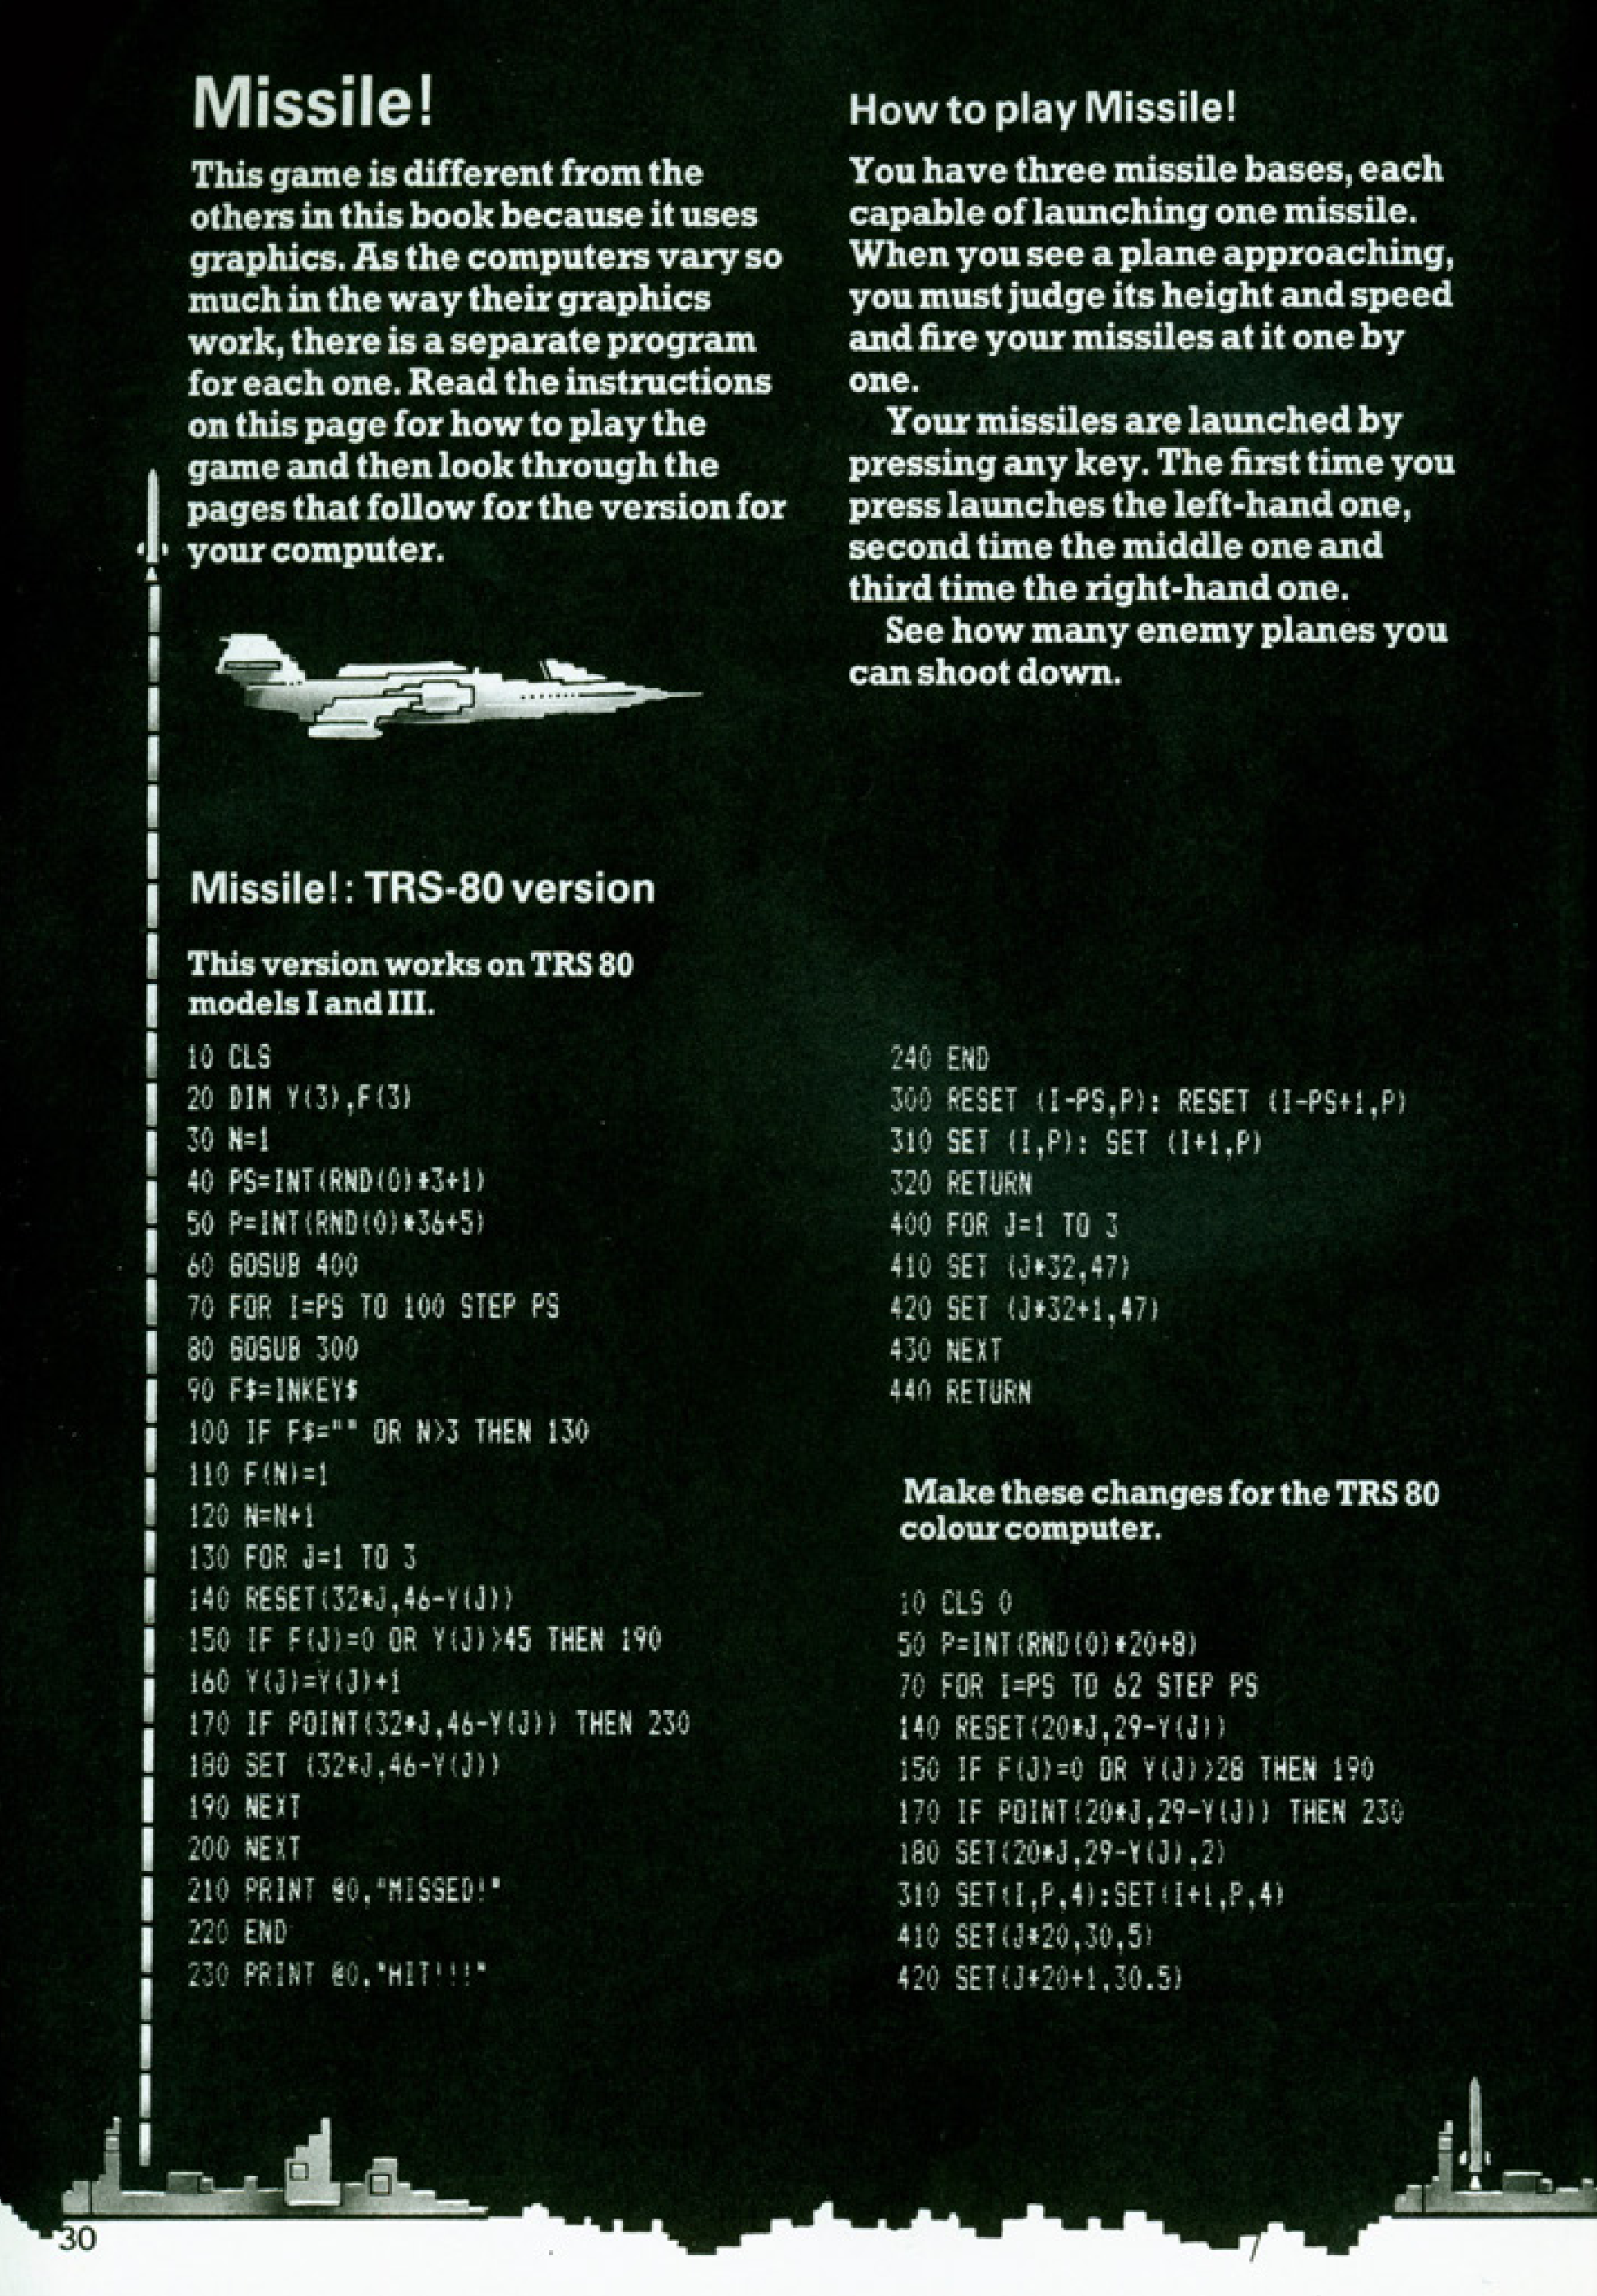 Missile!
This game is different from the
others in this book because it uses
graphics. As the computers vary so
much in the way their graphics
work, there is a separate program
for each one. Read the instructions
on this page for how to play the
game and then look through the
pages that follow for the version for
your computer.
How to play Missile!
You have three missile bases, each
capable of launching one missile.
When you see a plane approaching,
you must judge its height and speed
and fire your missiles at it one by
one.
Your missiles are launched by
pressing any key. The first time you
press launches the left-hand one,
second time the middle one and
third time the right-hand one.
See how many enemy planes you
can shoot down.
Missile!: TRS-80 version
This version works on TRS 80
models I and III.
10 CLS
20 DIM Y(3),F(3)
30 N=1
40 PS=INT(RND(0)*3+1)
50 P=INT(RND(0)*36+5)
60 GOSUB 400
70 FOR I=PS TO 100 STEP PS
80 GOSUB 300
90 F$=INKEY$
100 IF F$="" OR N>3 THEN 130
110 F(N)=1
120 N=N+1
130 FOR J=1 TO 3
140 RESET(32*J,46-Y(J))
150 IF F(J)=0 OR Y(J)>45 THEN 190
160 Y(J)=Y(J)+1
170 IF POINT(32*J,46-Y(J)) THEN 230
180 SET (32*J,46-Y(J))
190 NEXT
200 NEXT
210 PRINT @0,"MISSED!"
220 END
230 PRINT @0,"HIT!!!"
240 END
300 RESET (I-PS,P): RESET (I-PS+1,P)
310 SET (I,P): SET (I+1,P)
320 RETURN
400 FOR J=1 TO 3
410 SET (J*32,47)
420 SET (J*32+1,47)
430 NEXT
440 RETURN
Make these changes for the TRS 80
colour computer.
10 CLS 0
50 P=INT(RND(0)*20+8)
70 FOR I=PS TO 62 STEP PS
140 RESET(20*J,29-Y(J))
150 IF F(J)=0 OR Y(J)>28 THEN 190
170 IF POINT(20*J,29-Y(J)) THEN 230
180 SET(20*J,29-Y(J),2)
310 SET(I,P,4):SET(I+1,P,4)
410 SET(J*20,30,5)
420 SET(J*20+1,30,5)
30